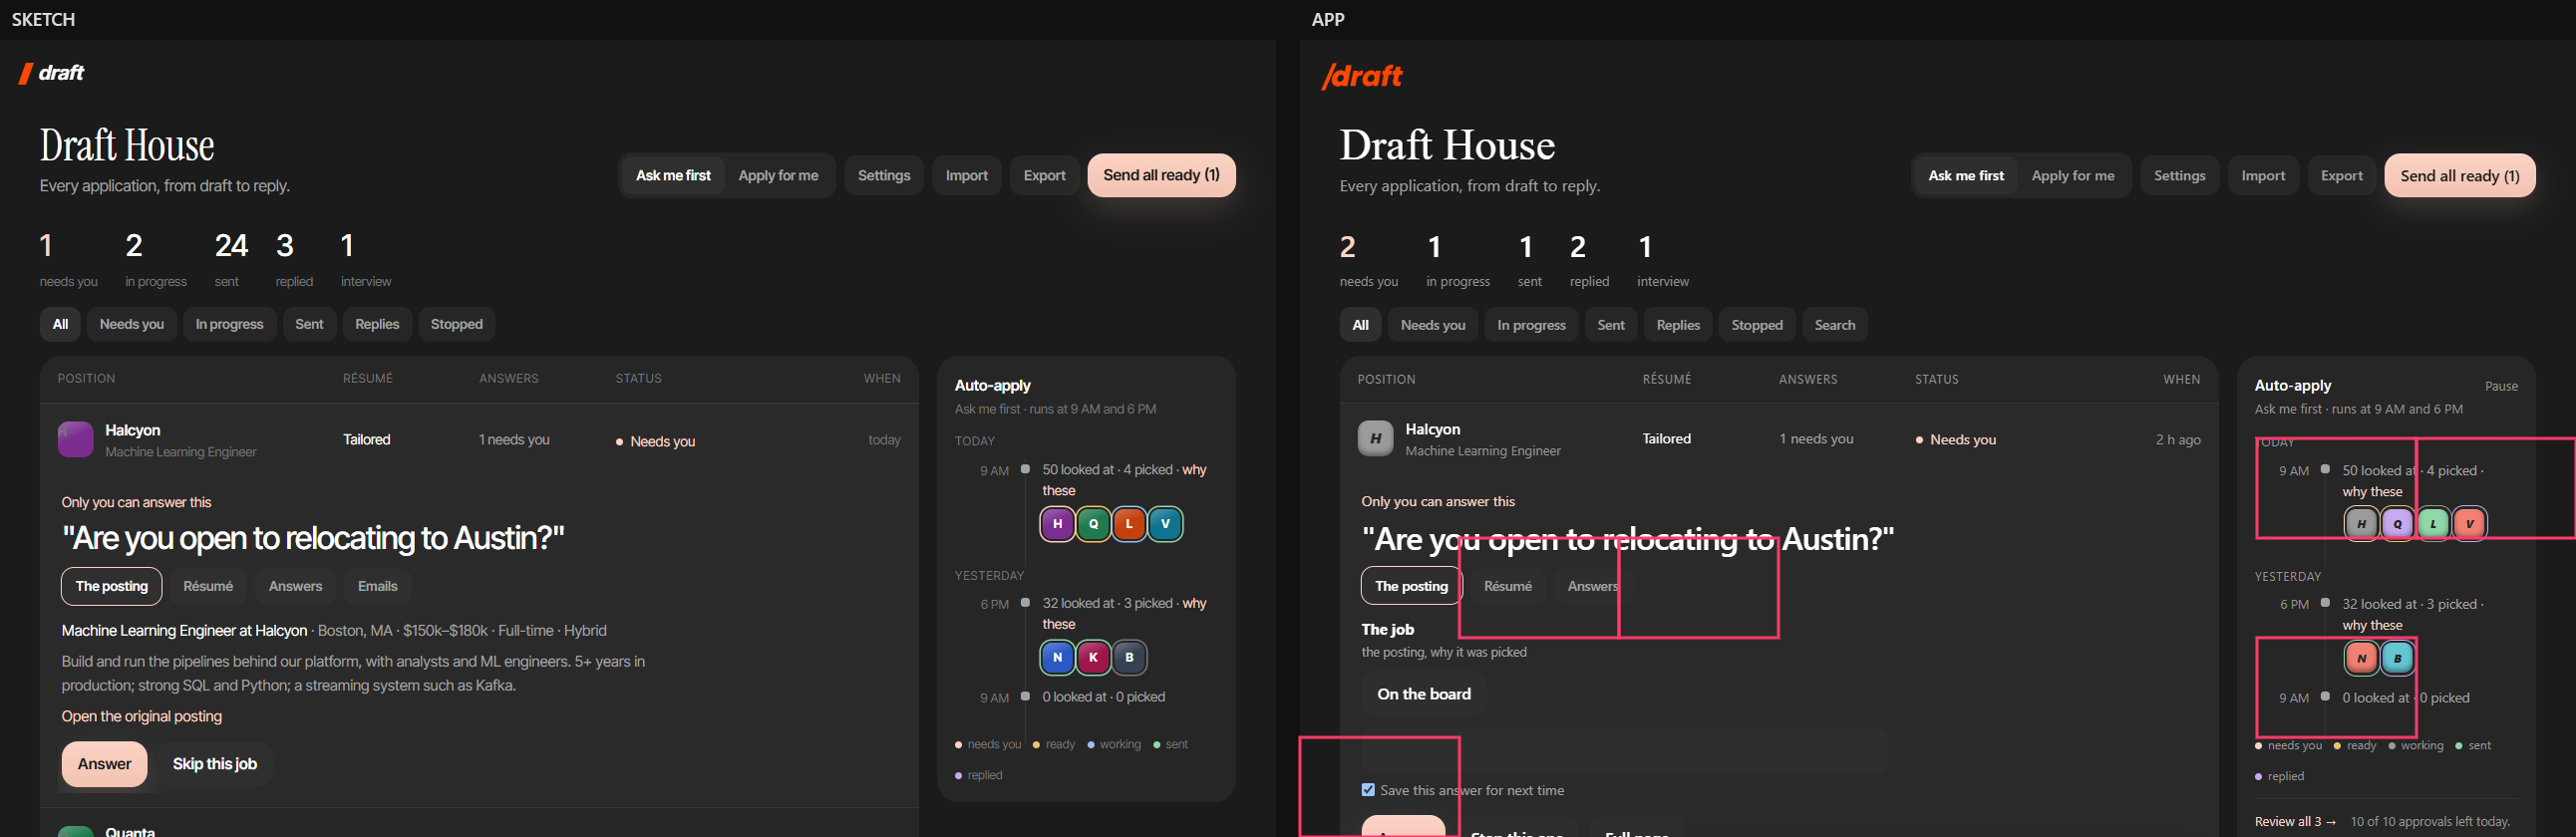 SKETCH
draft
Draft House
Every application, from draft to reply.
Ask me first Apply for me Settings Import Export Send all ready (1)
1 2 24 3 1
needs you in progress sent replied interview
All Needs you In progress Sent Replies Stopped
POSITION RÉSUMÉ ANSWERS STATUS WHEN
Halcyon
Machine Learning Engineer
Tailored 1 needs you Needs you today
Only you can answer this
"Are you open to relocating to Austin?"
The posting Résumé Answers Emails
Machine Learning Engineer at Halcyon · Boston, MA · $150k–$180k · Full-time · Hybrid
Build and run the pipelines behind our platform, with analysts and ML engineers. 5+ years in
production; strong SQL and Python; a streaming system such as Kafka.
Open the original posting
Answer Skip this job
Quanta
Auto-apply
Ask me first · runs at 9 AM and 6 PM
TODAY
9 AM 50 looked at · 4 picked · why
these
H Q L V
YESTERDAY
6 PM 32 looked at · 3 picked · why
these
N K B
9 AM 0 looked at · 0 picked
needs you ready working sent
replied
APP
/draft
Draft House
Every application, from draft to reply.
Ask me first Apply for me Settings Import Export Send all ready (1)
2 1 1 2 1
needs you in progress sent replied interview
All Needs you In progress Sent Replies Stopped Search
POSITION RÉSUMÉ ANSWERS STATUS WHEN
H Halcyon
Machine Learning Engineer
Tailored 1 needs you Needs you 2 h ago
Only you can answer this
"Are you open to relocating to Austin?"
The posting Résumé Answers
The job
the posting, why it was picked
On the board
Save this answer for next time
Full page
Auto-apply Pause
Ask me first · runs at 9 AM and 6 PM
TODAY
9 AM 50 looked at · 4 picked ·
why these
H Q L V
YESTERDAY
6 PM 32 looked at · 3 picked ·
why these
N B
9 AM 0 looked at · 0 picked
needs you ready working sent
replied
Review all 3 → 10 of 10 approvals left today.